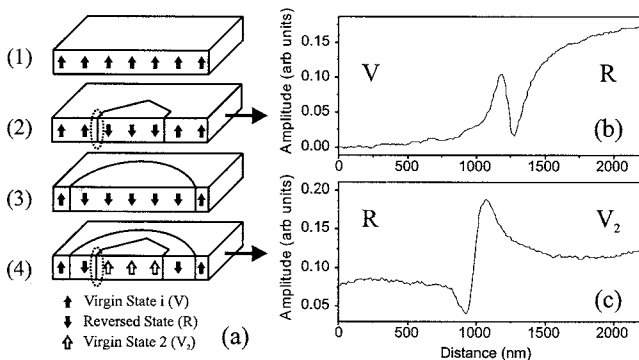 (1)
(2)
(3)
(4)
Virgin State i (V)
Reversed State (R)
Virgin State 2 (V2)
(a)
Amplitude (arb units)
0.15
0.10
0.05
0.00
V
R
(b)
0 500 1000 1500 2000
Distance (nm)
Amplitude (arb units)
0.20
0.15
0.10
0.05
R
V2
(c)
0 500 1000 1500 2000
Distance (nm)